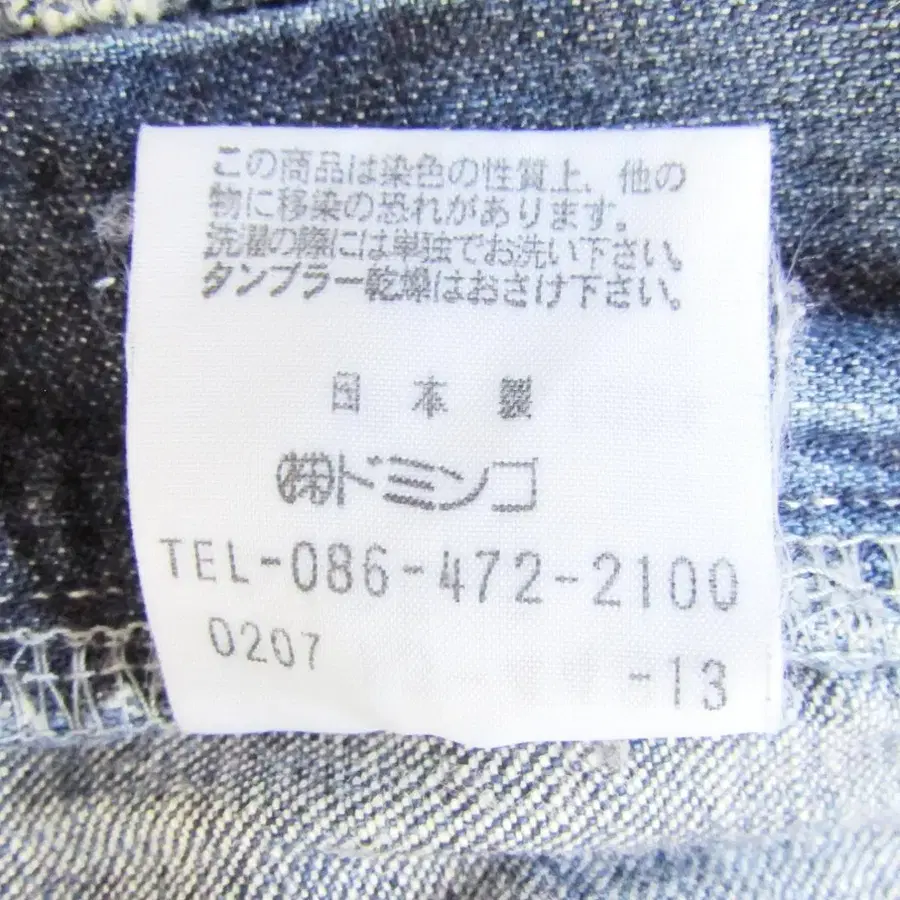 この商品は染色の性質上、他の
物に移染の恐れがあります。
洗濯の際には単独でお洗い下さい。
タンブラー乾燥はおさけ下さい。
日本製
㈱ドミンゴ
TEL-086-472-2100
0207
-13